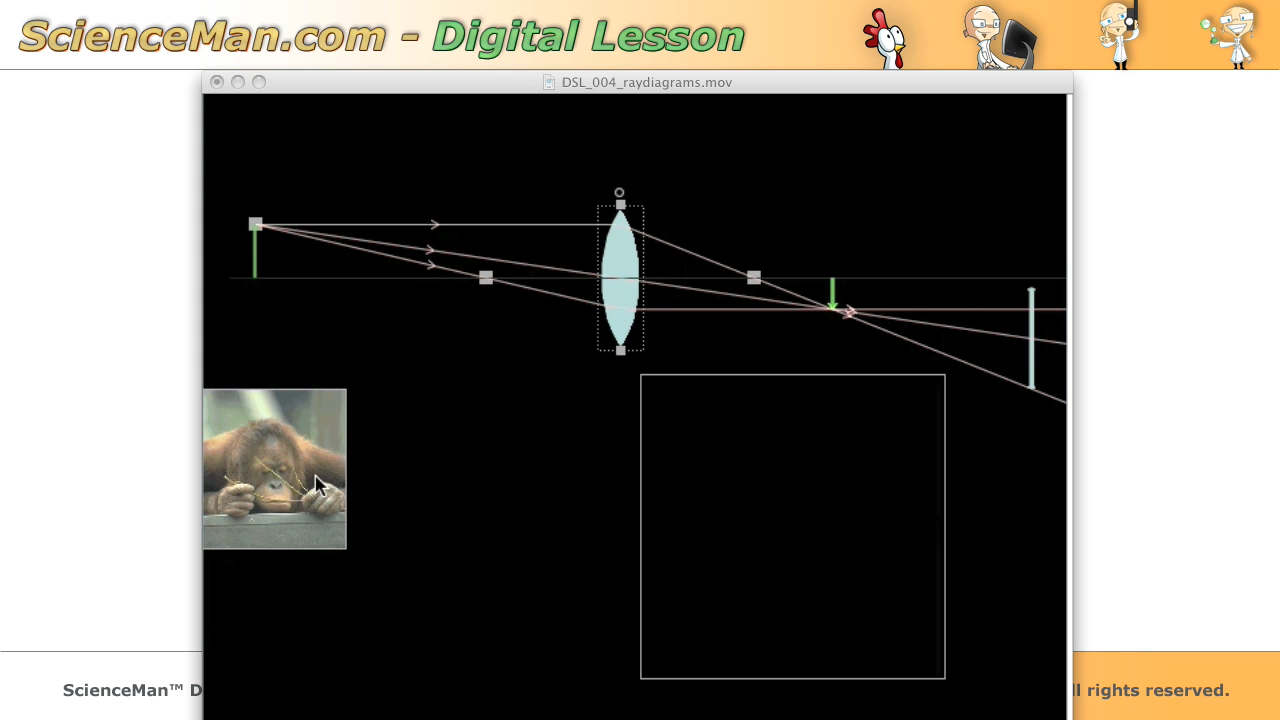 ScienceMan.com - Digital Lesson
DSL_004_raydiagrams.mov
ScienceMan™ D
ll rights reserved.